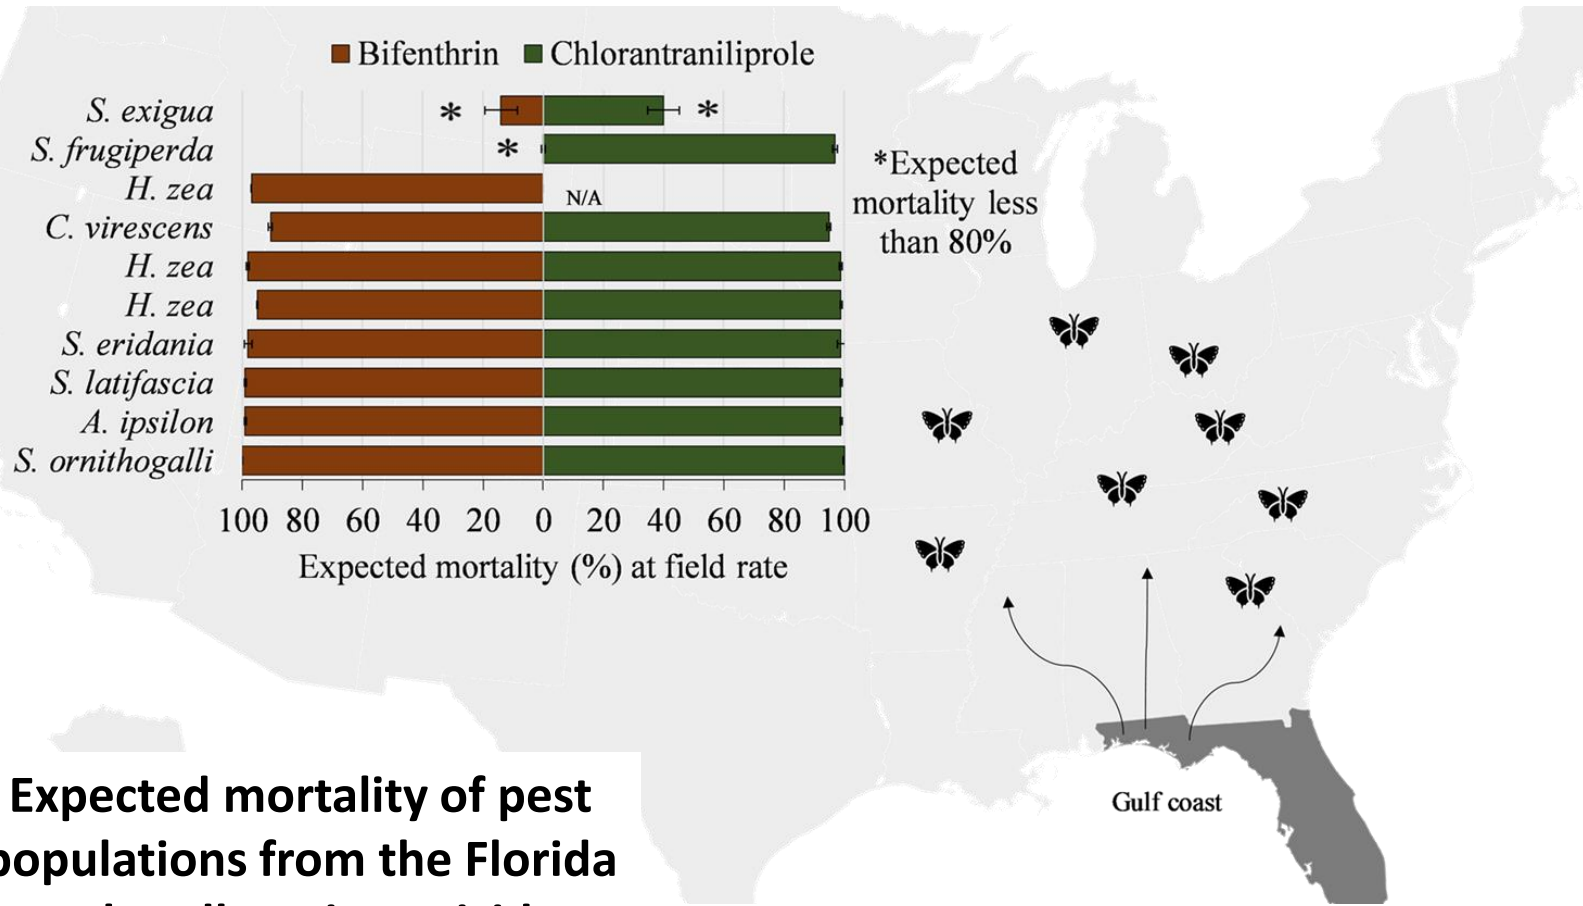 Bifenthrin Chlorantraniliprole
S. exigua * *
S. frugiperda *
H. zea N/A
C. virescens
H. zea
H. zea
S. eridania
S. latifascia
A. ipsilon
S. ornithogalli
100 80 60 40 20 0 20 40 60 80 100
Expected mortality (%) at field rate
*Expected
mortality less
than 80%
Gulf coast
Expected mortality of pest
populations from the Florida